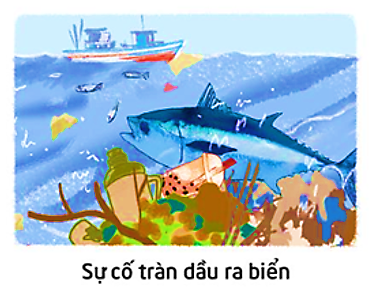 Sự cố tràn dầu ra biển